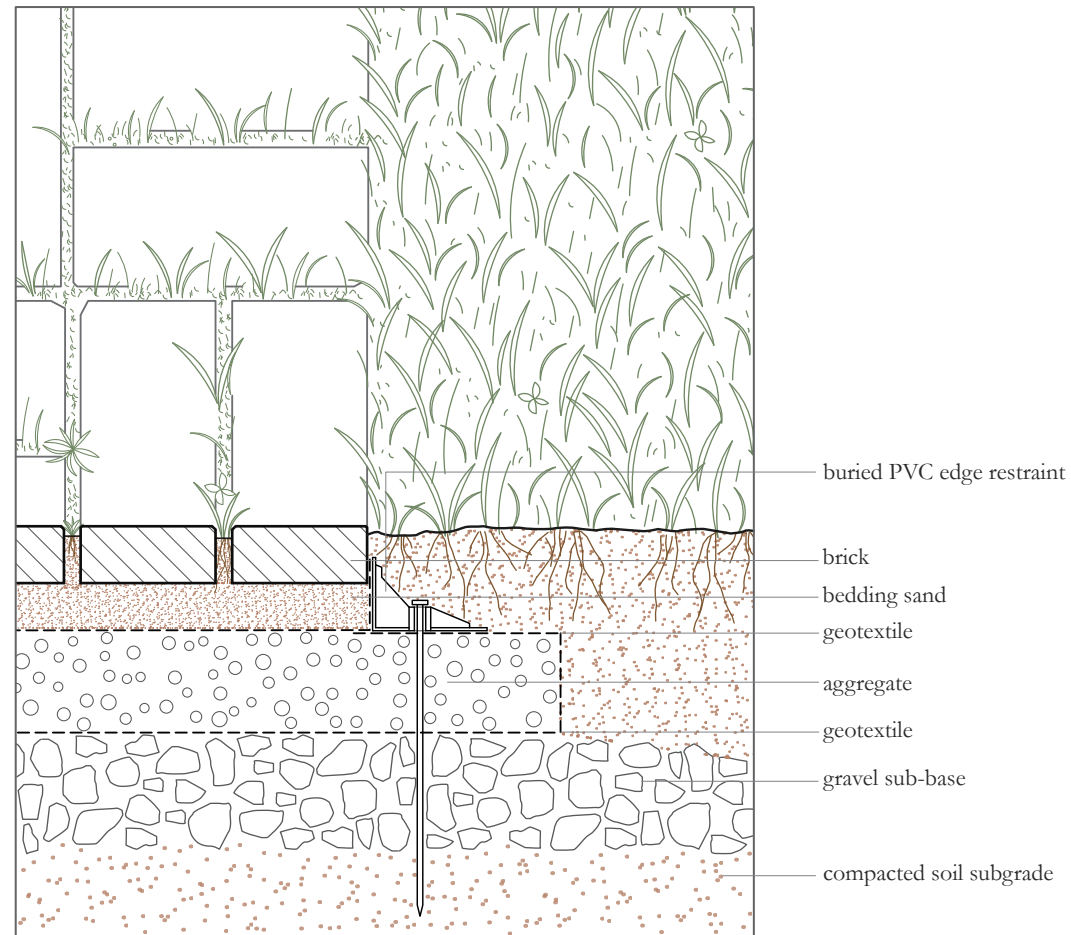 buried PVC edge restraint
brick
bedding sand
geotextile
aggregate
geotextile
gravel sub-base
compacted soil subgrade